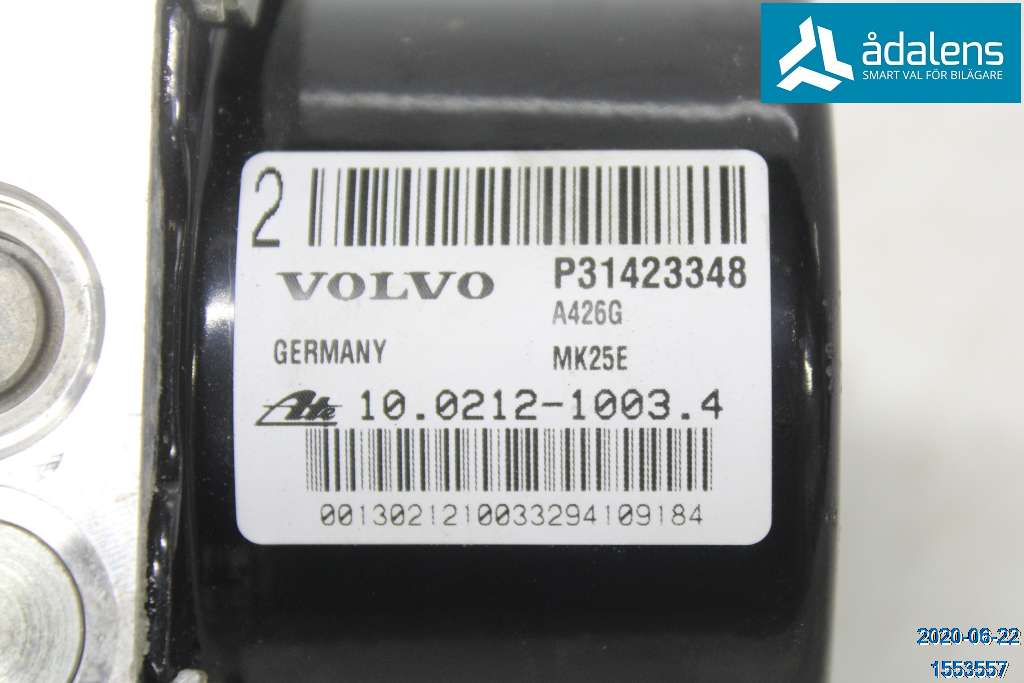 ådalens
SMART VAL FÖR BILÄGARE
2
VOLVO
P31423348
A426G
GERMANY
MK25E
Ate 10.0212-1003.4
0013021210033294109184
2020-06-22
1553557